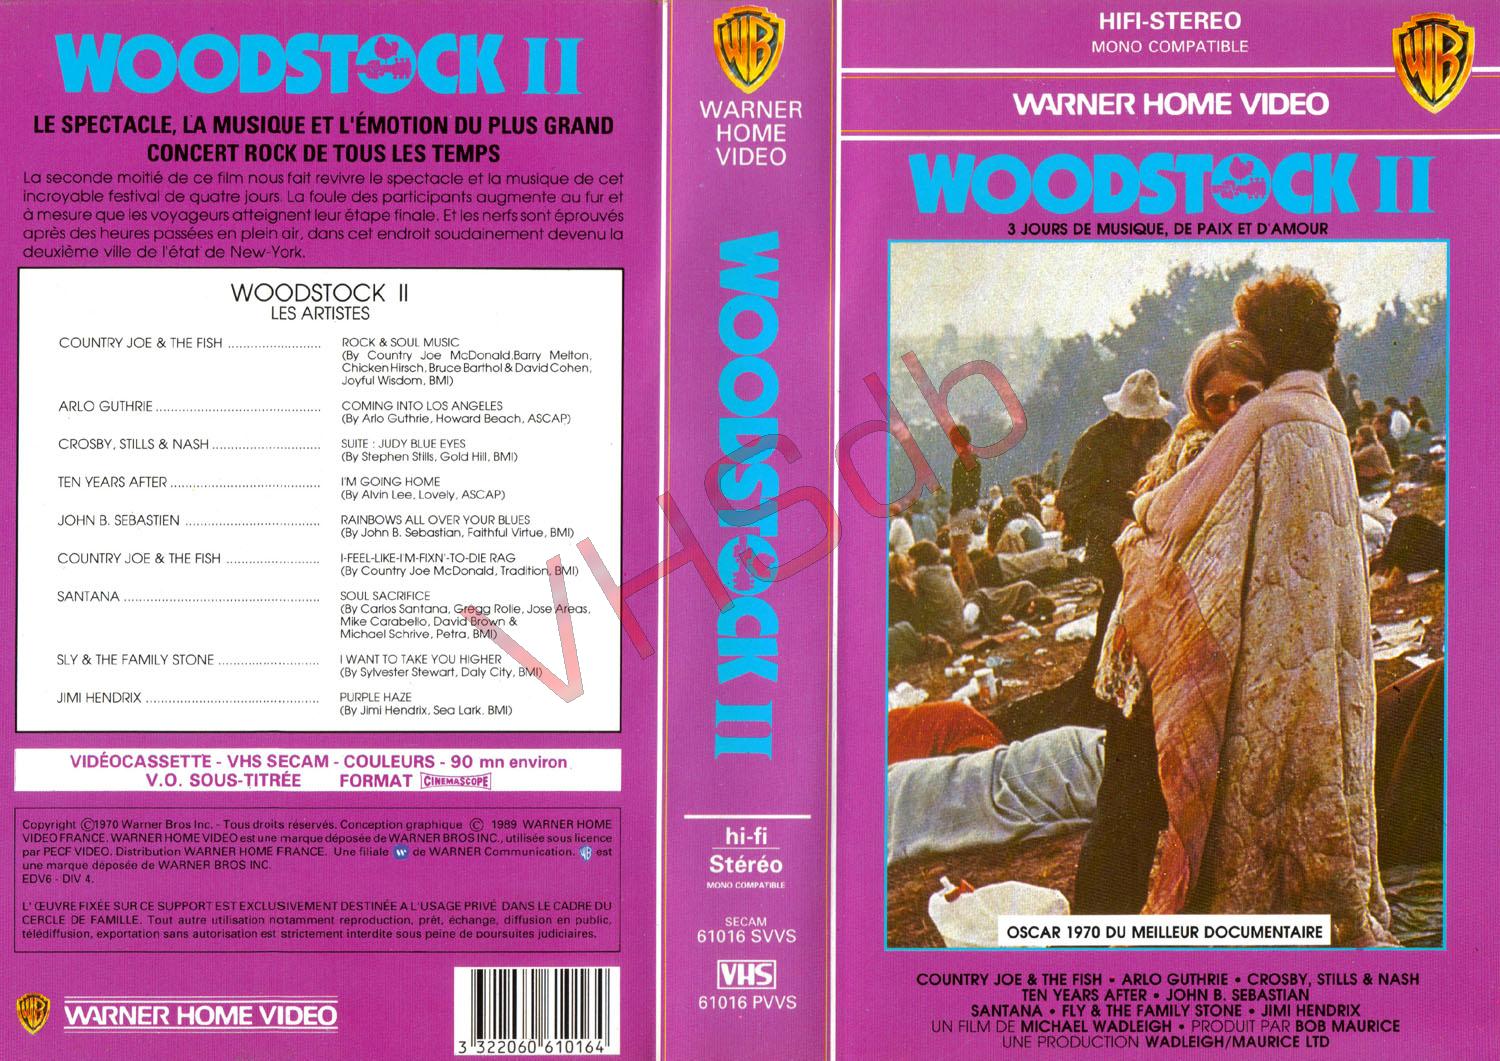 WOODSTOCK II
LE SPECTACLE, LA MUSIQUE ET L'ÉMOTION DU PLUS GRAND
CONCERT ROCK DE TOUS LES TEMPS
La seconde moitié de ce film nous fait revivre le spectacle et la musique de cet
incroyable festival de quatre jours. La foule des participants augmente au fur et
à mesure que les voyageurs atteignent leur étape finale. Et les nerfs sont éprouvés
après des heures passées en plein air, dans cet endroit soudainement devenu la
deuxième ville de l'état de New-York.
WOODSTOCK II
LES ARTISTES
COUNTRY JOE & THE FISH ........................ ROCK & SOUL MUSIC
(By Country Joe McDonald,Barry Melton,
Chicken Hirsch, Bruce Barthol & David Cohen,
Joyful Wisdom, BMI)
ARLO GUTHRIE ........................ COMING INTO LOS ANGELES
(By Arlo Guthrie, Howard Beach, ASCAP)
CROSBY, STILLS & NASH ........................ SUITE : JUDY BLUE EYES
(By Stephen Stills, Gold Hill, BMI)
TEN YEARS AFTER ........................ I'M GOING HOME
(By Alvin Lee, Lovely, ASCAP)
JOHN B. SEBASTIEN ........................ RAINBOWS ALL OVER YOUR BLUES
(By John B. Sebastian, Faithful Virtue, BMI)
COUNTRY JOE & THE FISH ........................ I-FEEL-LIKE-I'M-FIXN'-TO-DIE RAG
(By Country Joe McDonald, Tradition, BMI)
SANTANA ........................ SOUL SACRIFICE
(By Carlos Santana, Gregg Rolie, Jose Areas,
Mike Carabello, David Brown &
Michael Schrive, Petra, BMI)
SLY & THE FAMILY STONE ........................ I WANT TO TAKE YOU HIGHER
(By Sylvester Stewart, Daly City, BMI)
JIMI HENDRIX ........................ PURPLE HAZE
(By Jimi Hendrix, Sea Lark. BMI)
VIDÉOCASSETTE - VHS SECAM - COULEURS - 90 mn environ
V.O. SOUS-TITRÉE FORMAT CINEMASCOPE
Copyright ©1970 Warner Bros Inc. - Tous droits réservés. Conception graphique © 1989 WARNER HOME
VIDEO FRANCE. WARNER HOME VIDEO est une marque déposée de WARNER BROS INC., utilisée sous licence
par PECF VIDEO. Distribution WARNER HOME FRANCE. Une filiale de WARNER Communication. WB est
une marque déposée de WARNER BROS INC.
EDV6 - DIV 4.
L'ŒUVRE FIXÉE SUR CE SUPPORT EST EXCLUSIVEMENT DESTINÉE A L'USAGE PRIVÉ DANS LE CADRE DU
CERCLE DE FAMILLE. Tout autre utilisation notamment reproduction, prêt, échange, diffusion en public,
télédiffusion, exportation sans autorisation est strictement interdite sous peine de poursuites judiciaires.
WB WARNER HOME VIDEO
3 322060 610164
WB
WARNER
HOME
VIDEO
WOODSTOCK II
hi-fi
Stéréo
MONO COMPATIBLE
SECAM
61016 SVVS
VHS
61016 PVVS
HIFI-STEREO
MONO COMPATIBLE
WB
WARNER HOME VIDEO
WOODSTOCK II
3 JOURS DE MUSIQUE, DE PAIX ET D'AMOUR
OSCAR 1970 DU MEILLEUR DOCUMENTAIRE
COUNTRY JOE & THE FISH • ARLO GUTHRIE • CROSBY, STILLS & NASH
TEN YEARS AFTER • JOHN B. SEBASTIAN
SANTANA • FLY & THE FAMILY STONE • JIMI HENDRIX
UN FILM DE MICHAEL WADLEIGH • PRODUIT PAR BOB MAURICE
UNE PRODUCTION WADLEIGH/MAURICE LTD
VHSdb